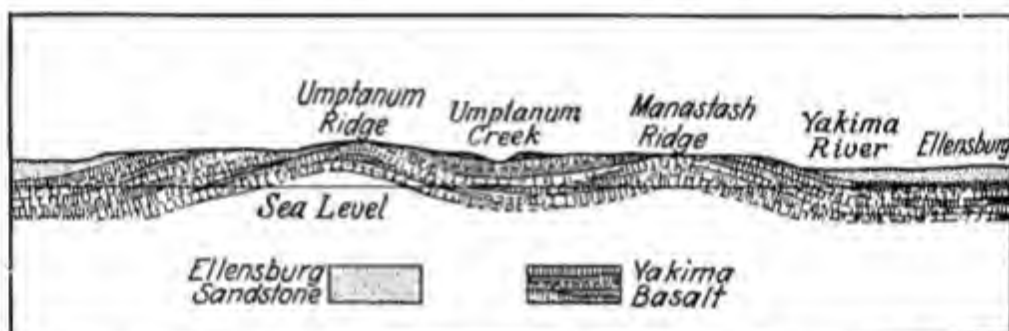 Umptanum
Ridge
Umptanum
Creek
Manastash
Ridge
Yakima
River
Ellensburg
Sea Level
Ellensburg
Sandstone
Yakima
Basalt